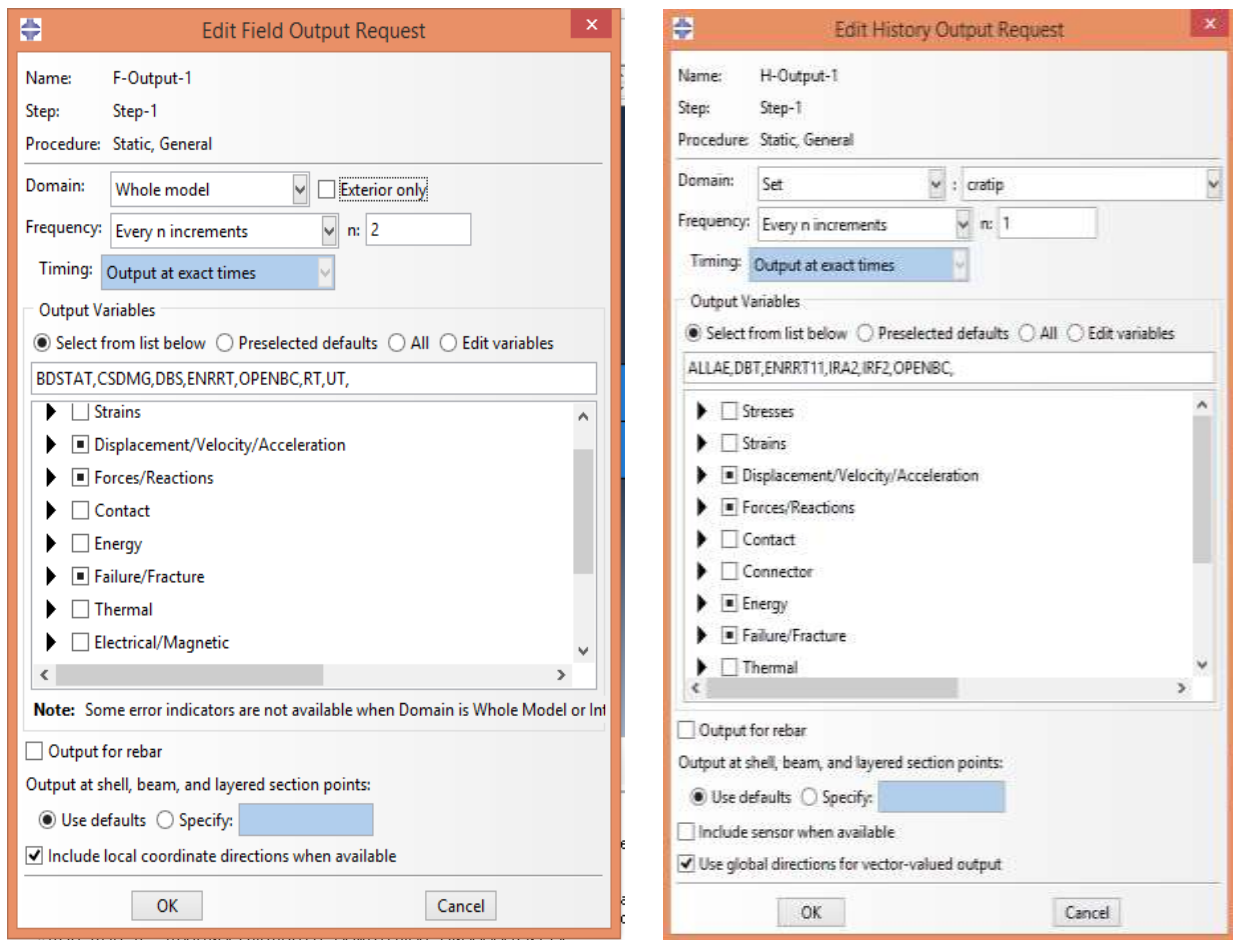 Edit Field Output Request
Name: F-Output-1
Step: Step-1
Procedure: Static, General
Domain: Whole model Exterior only
Frequency: Every n increments n: 2
Timing: Output at exact times
Output Variables
Select from list below Preselected defaults All Edit variables
BDSTAT,CSDMG,DBS,ENRRT,OPENBC,RT,UT,
Strains
Displacement/Velocity/Acceleration
Forces/Reactions
Contact
Energy
Failure/Fracture
Thermal
Electrical/Magnetic
Note: Some error indicators are not available when Domain is Whole Model or Int
Output for rebar
Output at shell, beam, and layered section points:
Use defaults Specify:
Include local coordinate directions when available
OK Cancel
Edit History Output Request
Name: H-Output-1
Step: Step-1
Procedure: Static, General
Domain: Set : cratip
Frequency: Every n increments n: 1
Timing: Output at exact times
Output Variables
Select from list below Preselected defaults All Edit variables
ALLAE,DBT,ENRRT11,IRA2,IRF2,OPENBC,
Stresses
Strains
Displacement/Velocity/Acceleration
Forces/Reactions
Contact
Connector
Energy
Failure/Fracture
Thermal
Output for rebar
Output at shell, beam, and layered section points:
Use defaults Specify:
Include sensor when available
Use global directions for vector-valued output
OK Cancel